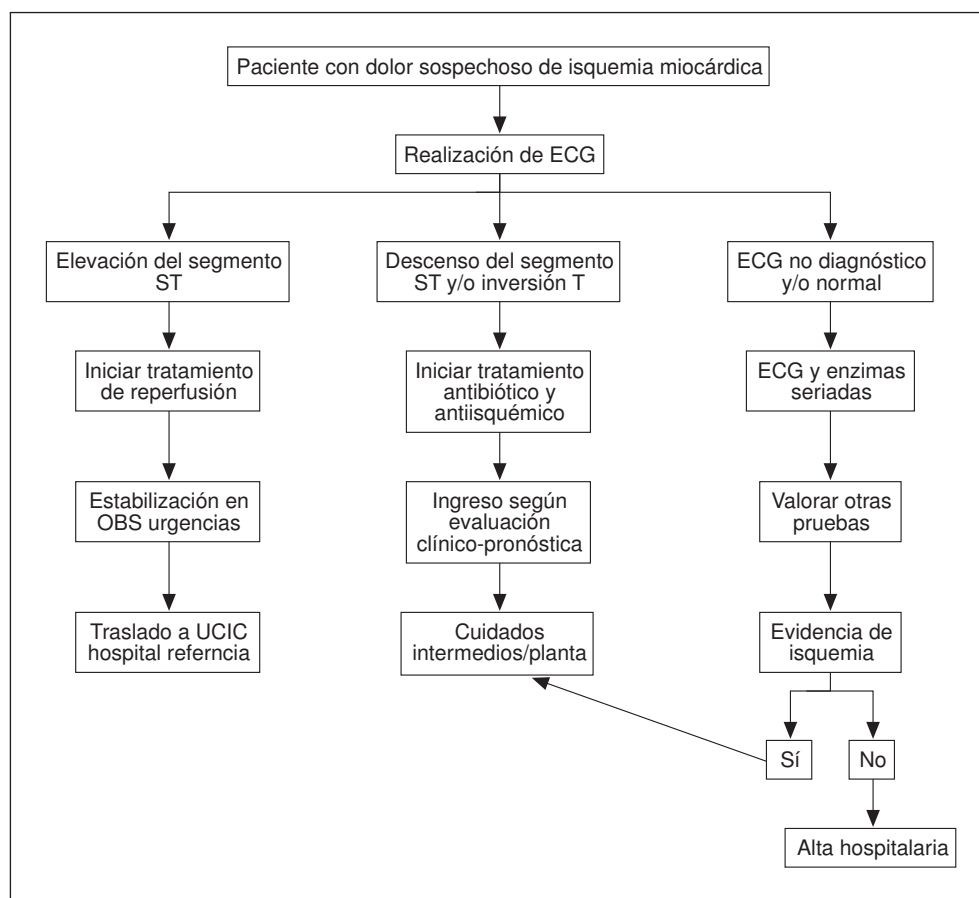 Paciente con dolor sospechoso de isquemia miocárdica
Realización de ECG
Elevación del segmento
ST
Descenso del segmento
ST y/o inversión T
ECG no diagnóstico
y/o normal
Iniciar tratamiento
de reperfusión
Iniciar tratamiento
antibiótico y
antiisquémico
ECG y enzimas
seriadas
Estabilización en
OBS urgencias
Ingreso según
evaluación
clínico-pronóstica
Valorar otras
pruebas
Traslado a UCIC
hospital referncia
Cuidados
intermedios/planta
Evidencia de
isquemia
Sí
No
Alta hospitalaria